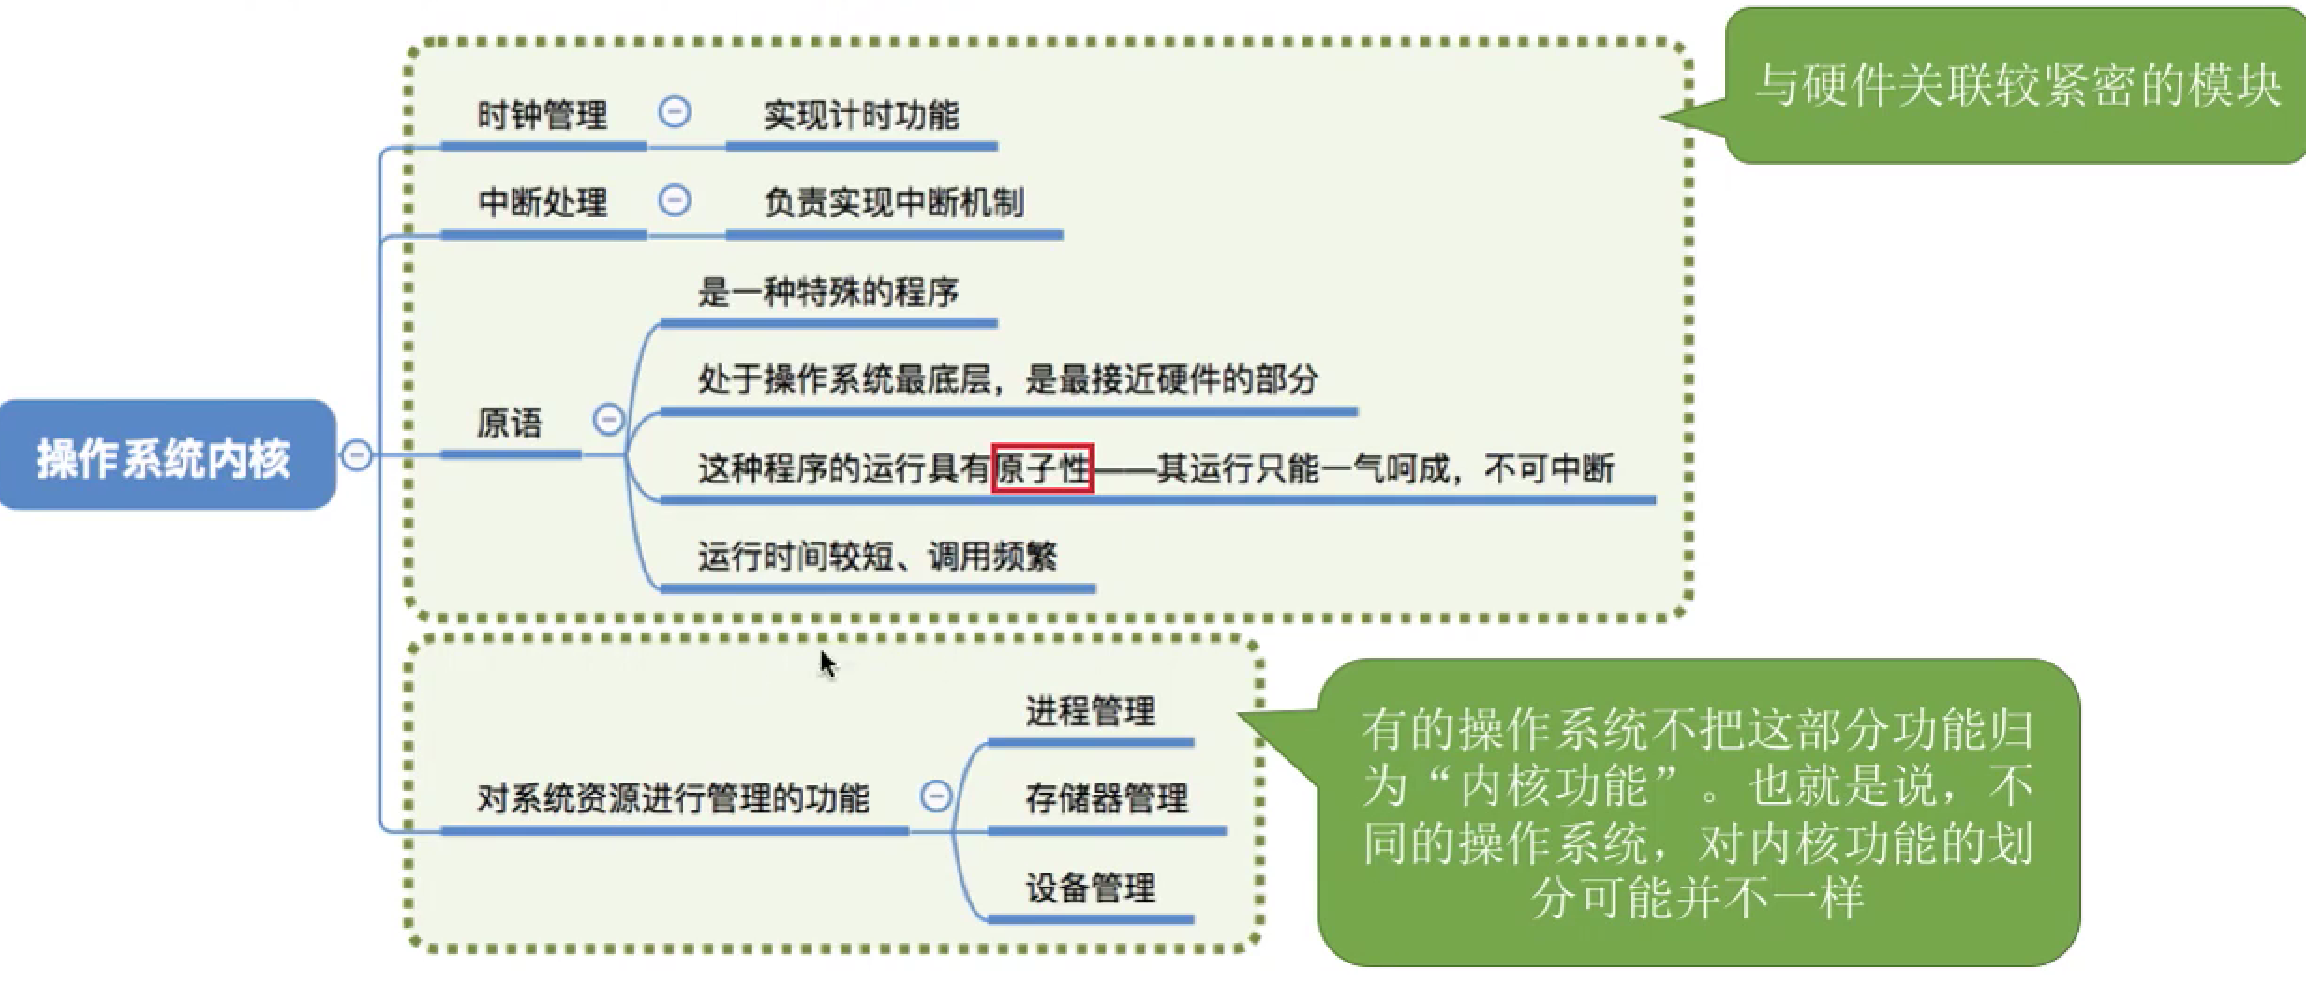 与硬件关联较紧密的模块
时钟管理
实现计时功能
中断处理
负责实现中断机制
是一种特殊的程序
处于操作系统最底层，是最接近硬件的部分
原语
操作系统内核
这种程序的运行具有原子性——其运行只能一气呵成，不可中断
运行时间较短、调用频繁
进程管理
对系统资源进行管理的功能
存储器管理
设备管理
有的操作系统不把这部分功能归
为“内核功能”。也就是说，不
同的操作系统，对内核功能的划
分可能并不一样